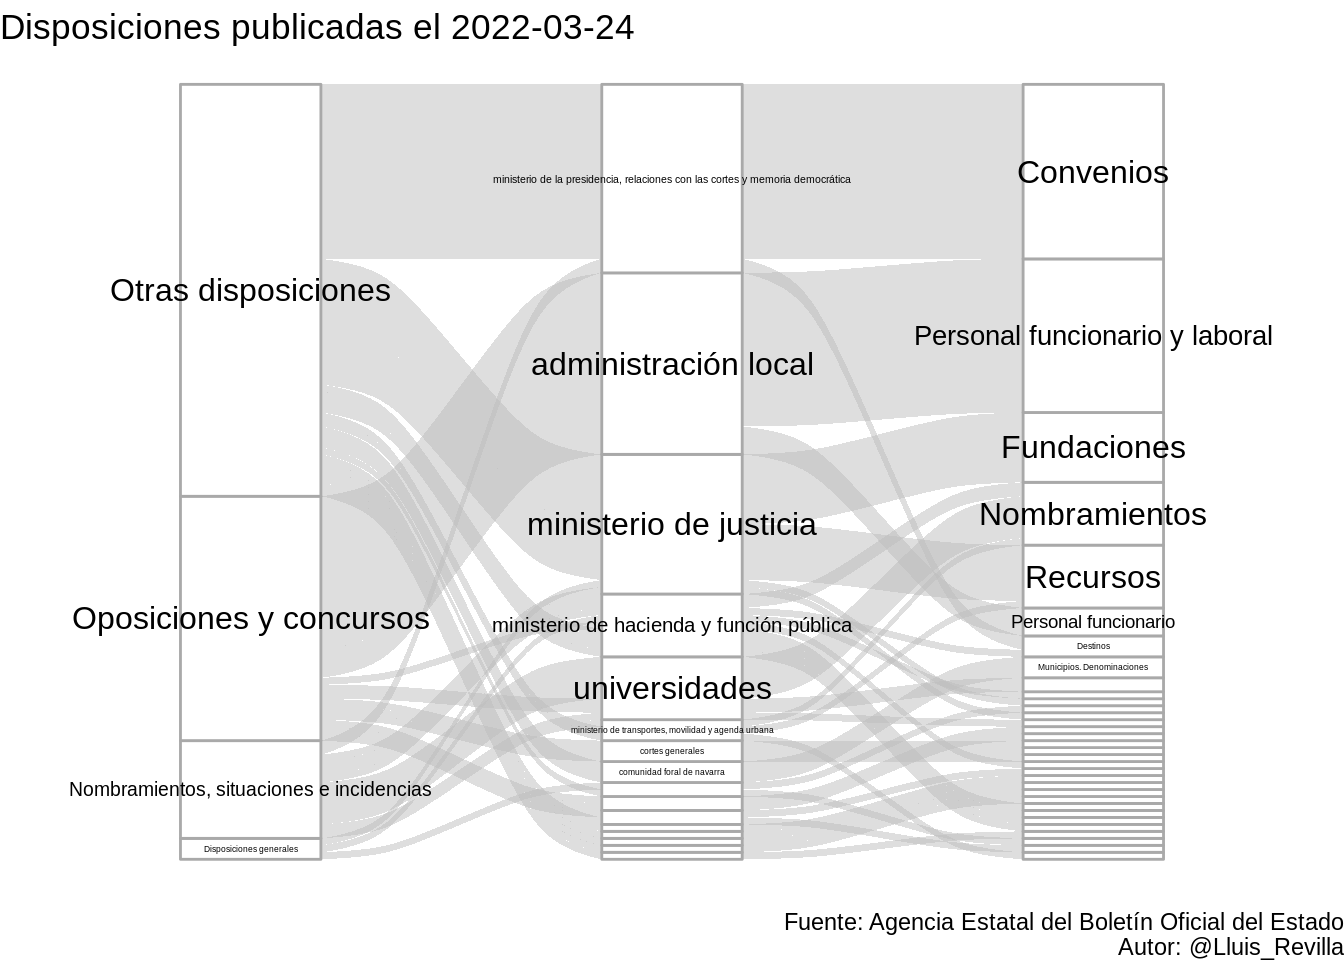 Disposiciones publicadas el 2022-03-24
Otras disposiciones
Oposiciones y concursos
Nombramientos, situaciones e incidencias
Disposiciones generales
ministerio de la presidencia, relaciones con las cortes y memoria democrática
administración local
ministerio de justicia
ministerio de hacienda y función pública
universidades
ministerio de transportes, movilidad y agenda urbana
cortes generales
comunidad foral de navarra
Convenios
Personal funcionario y laboral
Fundaciones
Nombramientos
Recursos
Personal funcionario
Destinos
Municipios. Denominaciones
Fuente: Agencia Estatal del Boletín Oficial del Estado
Autor: @Lluis_Revilla